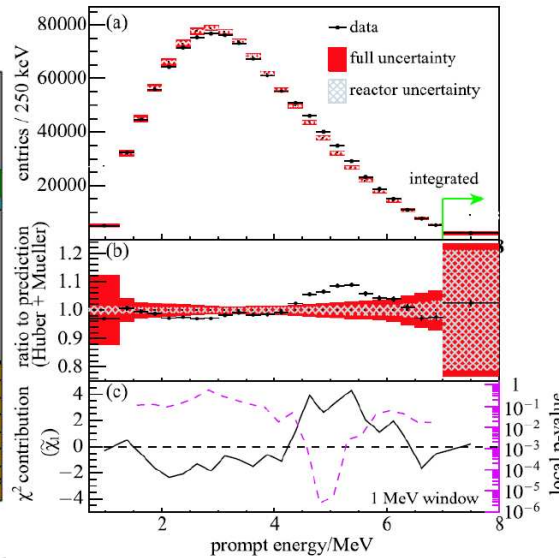 (a)
data
full uncertainty
reactor uncertainty
integrated
80000
60000
40000
20000
entries / 250 keV
(b)
1.2
1.1
1.0
0.9
0.8
ratio to prediction
(Huber + Mueller)
(c)
4
2
0
−2
−4
χ² contribution
(χ̃ᵢ)
1
10⁻¹
10⁻²
10⁻³
10⁻⁴
10⁻⁵
10⁻⁶
local p-value
1 MeV window
2 4 6 8
prompt energy/MeV